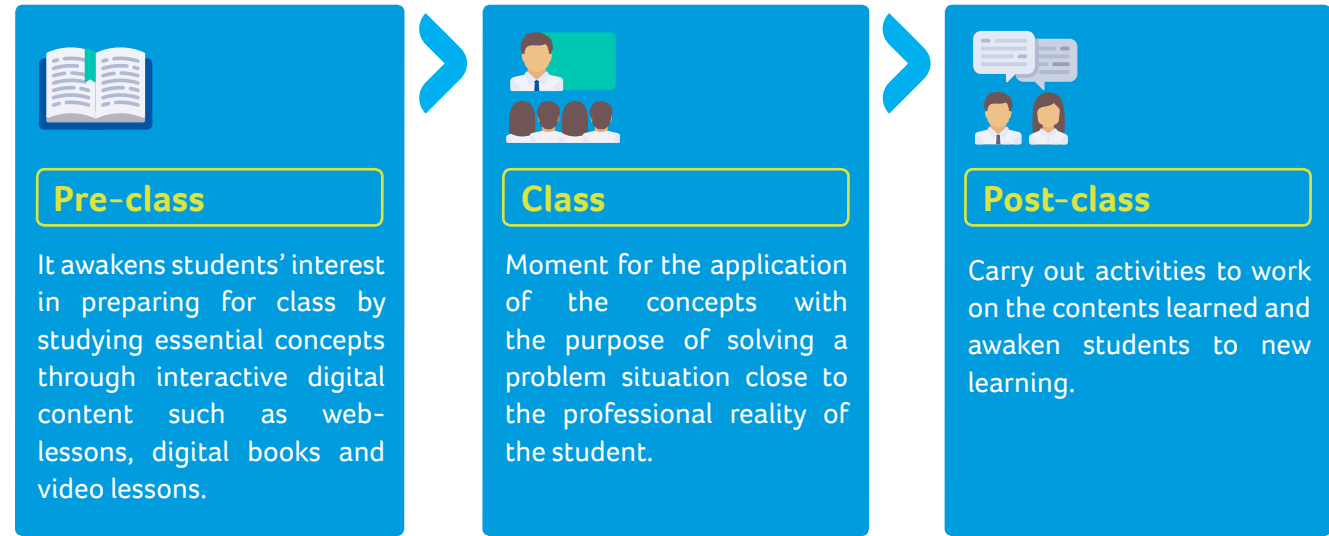 Pre-class
It awakens students’ interest
in preparing for class by
studying essential concepts
through interactive digital
content such as web-
lessons, digital books and
video lessons.
Class
Moment for the application
of the concepts with
the purpose of solving a
problem situation close to
the professional reality of
the student.
Post-class
Carry out activities to work
on the contents learned and
awaken students to new
learning.